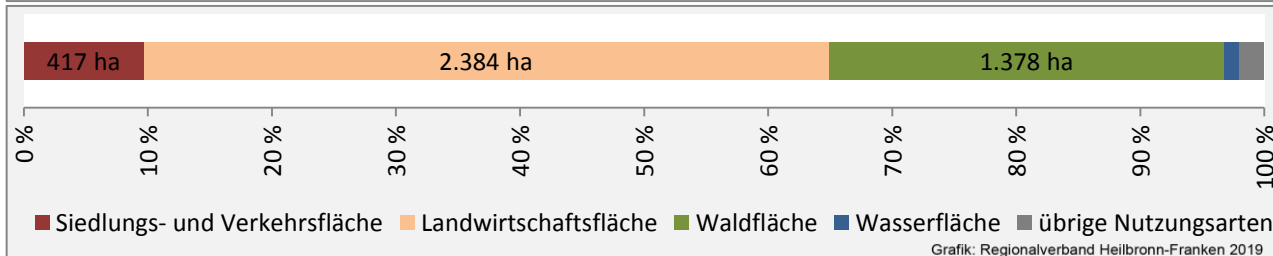 417 ha 2.384 ha 1.378 ha
0 % 10 % 20 % 30 % 40 % 50 % 60 % 70 % 80 % 90 % 100 %
Siedlungs- und Verkehrsfläche Landwirtschaftsfläche Waldfläche Wasserfläche übrige Nutzungsarten
Grafik: Regionalverband Heilbronn-Franken 2019